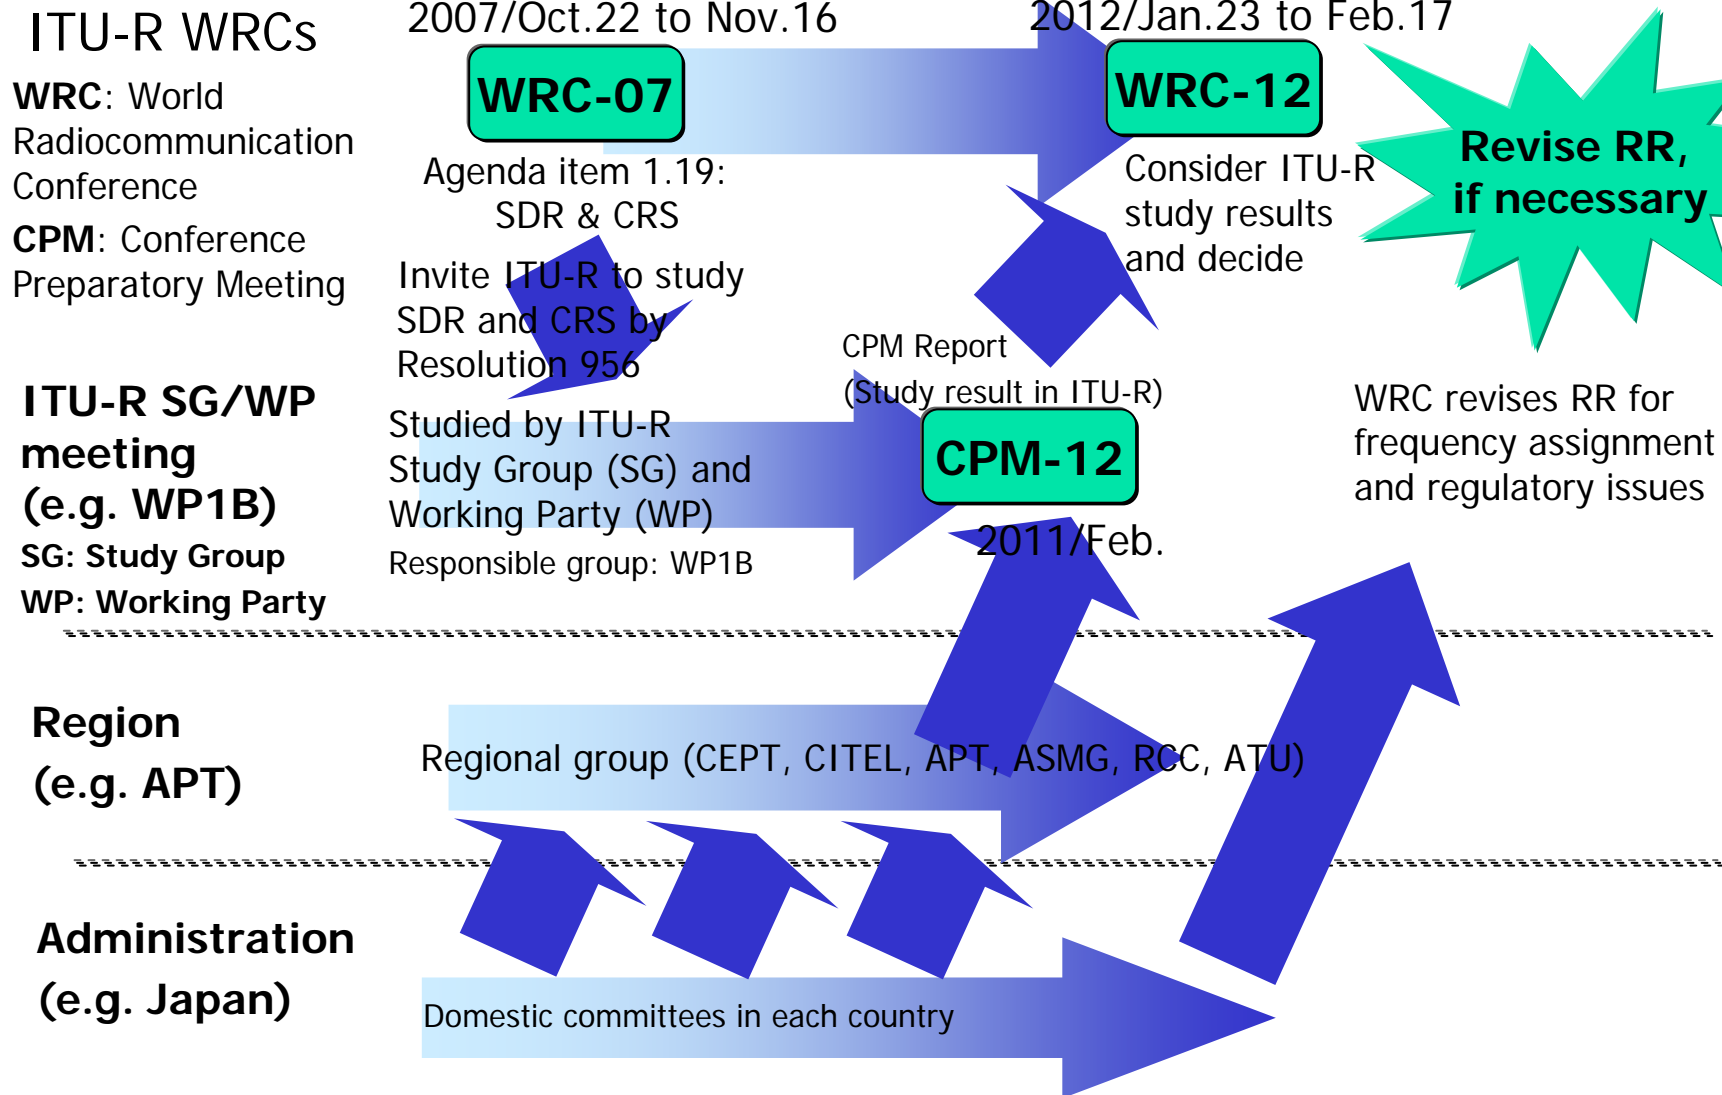 ITU-R WRCs
WRC: World
Radiocommunication
Conference
CPM: Conference
Preparatory Meeting
2007/Oct.22 to Nov.16
WRC-07
Agenda item 1.19:
SDR & CRS
Invite ITU-R to study
SDR and CRS by
Resolution 956
2012/Jan.23 to Feb.17
WRC-12
Consider ITU-R
study results
and decide
Revise RR,
if necessary
ITU-R SG/WP
meeting
(e.g. WP1B)
SG: Study Group
WP: Working Party
Studied by ITU-R
Study Group (SG) and
Working Party (WP)
Responsible group: WP1B
CPM Report
(Study result in ITU-R)
CPM-12
2011/Feb.
WRC revises RR for
frequency assignment
and regulatory issues
Region
(e.g. APT)
Regional group (CEPT, CITEL, APT, ASMG, RCC, ATU)
Administration
(e.g. Japan)
Domestic committees in each country